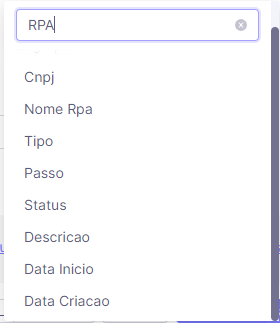 RPA
Cnpj
Nome Rpa
Tipo
Passo
Status
Descricao
Data Inicio
Data Criacao